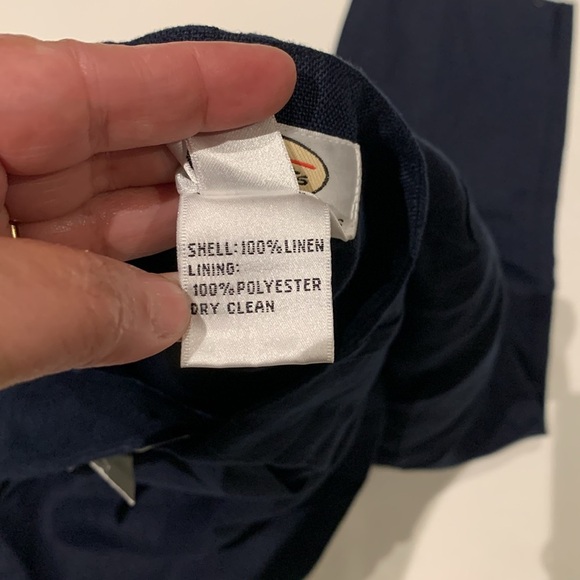 SHELL:100%LINEN
LINING:
100%POLYESTER
DRY CLEAN